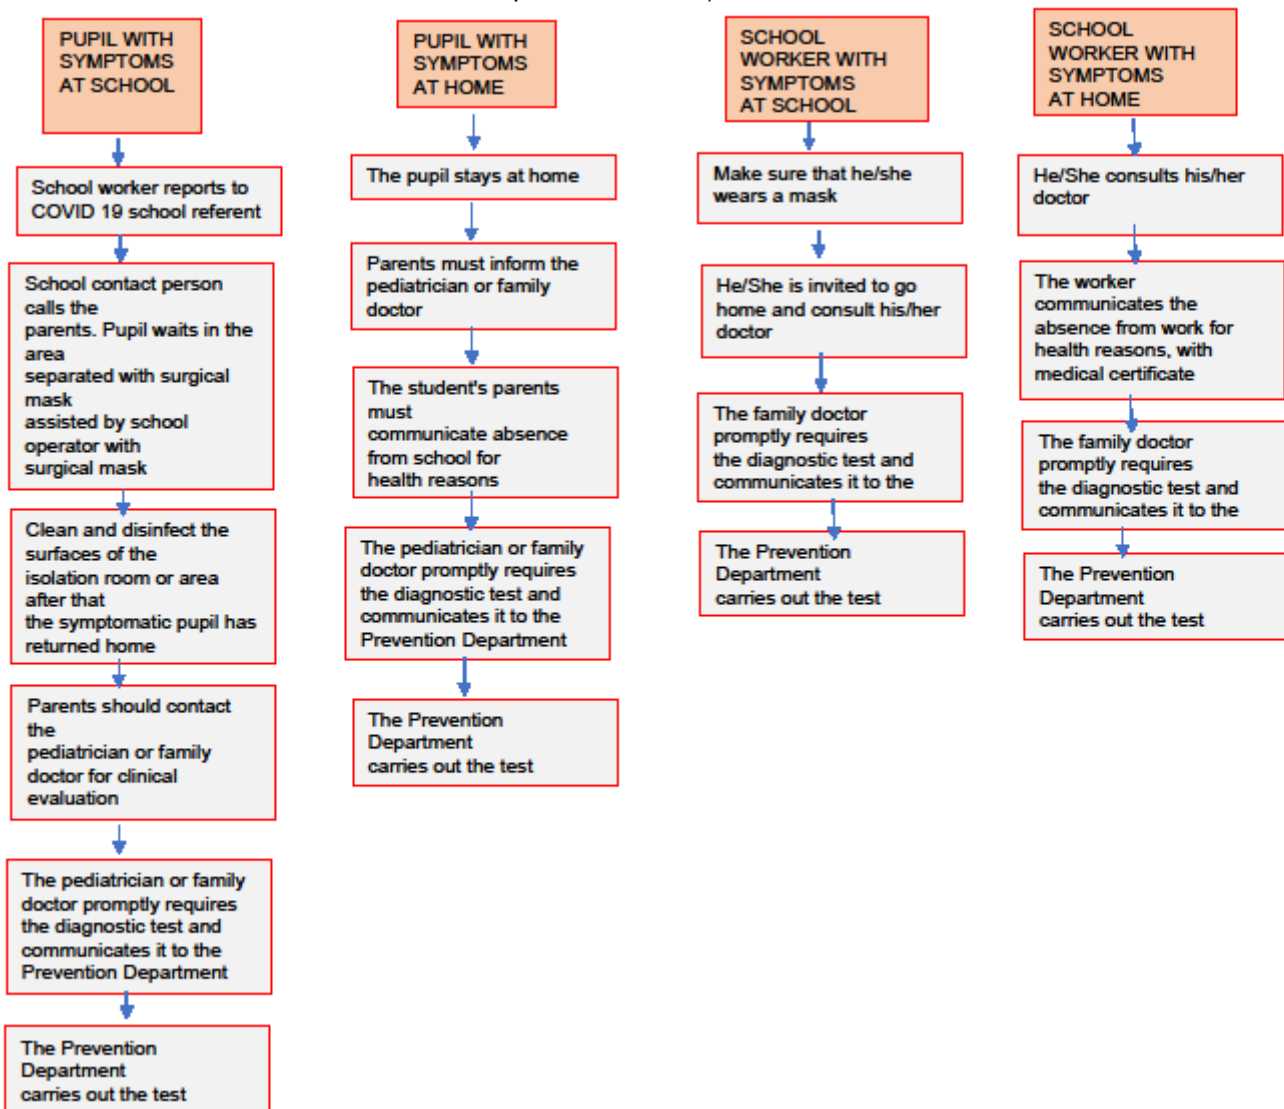 PUPIL WITH
SYMPTOMS
AT SCHOOL
School worker reports to
COVID 19 school referent
School contact person
calls the
parents. Pupil waits in the
area
separated with surgical
mask
assisted by school
operator with
surgical mask
Clean and disinfect the
surfaces of the
isolation room or area
after that
the symptomatic pupil has
returned home
Parents should contact
the
pediatrician or family
doctor for clinical
evaluation
The pediatrician or family
doctor promptly requires
the diagnostic test and
communicates it to the
Prevention Department
The Prevention
Department
carries out the test
PUPIL WITH
SYMPTOMS
AT HOME
The pupil stays at home
Parents must inform the
pediatrician or family
doctor
The student's parents
must
communicate absence
from school for
health reasons
The pediatrician or family
doctor promptly requires
the diagnostic test and
communicates it to the
Prevention Department
The Prevention
Department
carries out the test
SCHOOL
WORKER WITH
SYMPTOMS
AT SCHOOL
Make sure that he/she
wears a mask
He/She is invited to go
home and consult his/her
doctor
The family doctor
promptly requires
the diagnostic test and
communicates it to the
The Prevention
Department
carries out the test
SCHOOL
WORKER WITH
SYMPTOMS
AT HOME
He/She consults his/her
doctor
The worker
communicates the
absence from work for
health reasons, with
medical certificate
The family doctor
promptly requires
the diagnostic test and
communicates it to the
The Prevention
Department
carries out the test